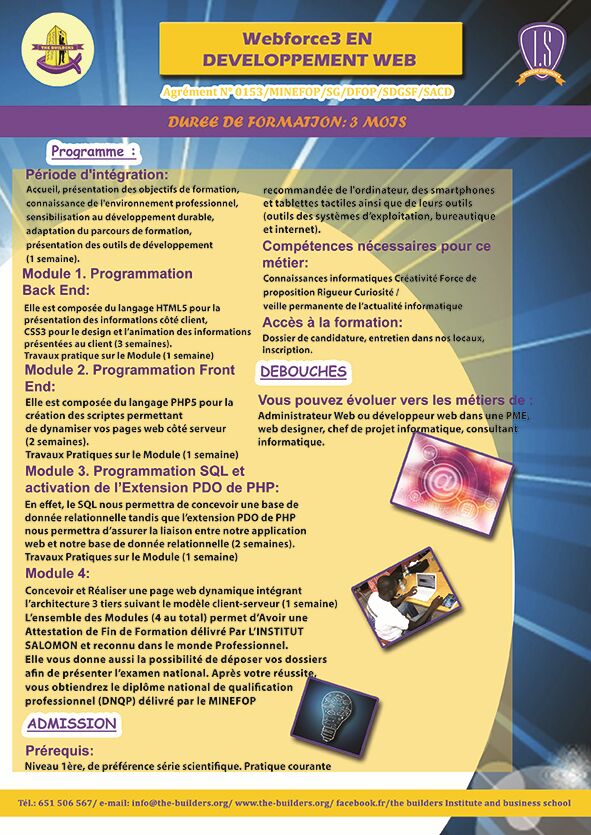 THE BUILDERS
Webforce3 EN
DEVELOPPEMENT WEB
I.S
Agrément N° 0153/MINEFOP/SG/DFOP/SDGSF/SACD
DUREE DE FORMATION: 3 MOIS
Programme :
Période d'intégration:
Accueil, présentation des objectifs de formation,
connaissance de l'environnement professionnel,
sensibilisation au développement durable,
adaptation du parcours de formation,
présentation des outils de développement
(1 semaine).
Module 1. Programmation
Back End:
Elle est composée du langage HTML5 pour la
présentation des informations côté client,
CSS3 pour le design et l'animation des informations
présentées au client (3 semaines).
Travaux pratique sur le Module (1 semaine)
Module 2. Programmation Front
End:
Elle est composée du langage PHP5 pour la
création des scriptes permettant
de dynamiser vos pages web côté serveur
(2 semaines).
Travaux Pratiques sur le Module (1 semaine)
Module 3. Programmation SQL et
activation de l'Extension PDO de PHP:
En effet, le SQL nous permettra de concevoir une base de
donnée relationnelle tandis que l'extension PDO de PHP
nous permettra d'assurer la liaison entre notre application
web et notre base de donnée relationnelle (2 semaines).
Travaux Pratiques sur le Module (1 semaine)
Module 4:
Concevoir et Réaliser une page web dynamique intégrant
l'architecture 3 tiers suivant le modèle client-serveur (1 semaine)
L'ensemble des Modules (4 au total) permet d'Avoir une
Attestation de Fin de Formation délivré Par L'INSTITUT
SALOMON et reconnu dans le monde Professionnel.
Elle vous donne aussi la possibilité de déposer vos dossiers
afin de présenter l'examen national. Après votre réussite,
vous obtiendrez le diplôme national de qualification
professionnel (DNQP) délivré par le MINEFOP
ADMISSION
Prérequis:
Niveau 1ère, de préférence série scientifique. Pratique courante
recommandée de l'ordinateur, des smartphones
et tablettes tactiles ainsi que de leurs outils
(outils des systèmes d'exploitation, bureautique
et internet).
Compétences nécessaires pour ce
métier:
Connaissances informatiques Créativité Force de
proposition Rigueur Curiosité /
veille permanente de l'actualité informatique
Accès à la formation:
Dossier de candidature, entretien dans nos locaux,
inscription.
DEBOUCHES
Vous pouvez évoluer vers les métiers de :
Administrateur Web ou développeur web dans une PME,
web designer, chef de projet informatique, consultant
informatique.
@
Tél.: 651 506 567/ e-mail: info@the-builders.org/ www.the-builders.org/ facebook.fr/the builders Institute and business school